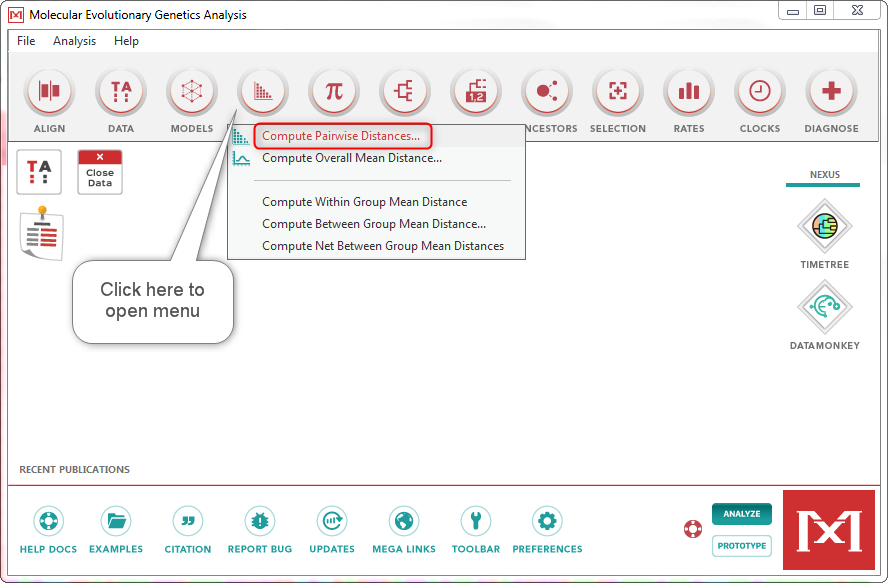 Molecular Evolutionary Genetics Analysis
File Analysis Help
TA
ALIGN DATA MODELS NCESTORS SELECTION RATES CLOCKS DIAGNOSE
π
1.2
Compute Pairwise Distances...
Compute Overall Mean Distance...
Compute Within Group Mean Distance
Compute Between Group Mean Distance...
Compute Net Between Group Mean Distances
TA
Close
Data
Click here to
open menu
NEXUS
TIMETREE
DATAMONKEY
RECENT PUBLICATIONS
HELP DOCS EXAMPLES CITATION REPORT BUG UPDATES MEGA LINKS TOOLBAR PREFERENCES
ANALYZE
PROTOTYPE